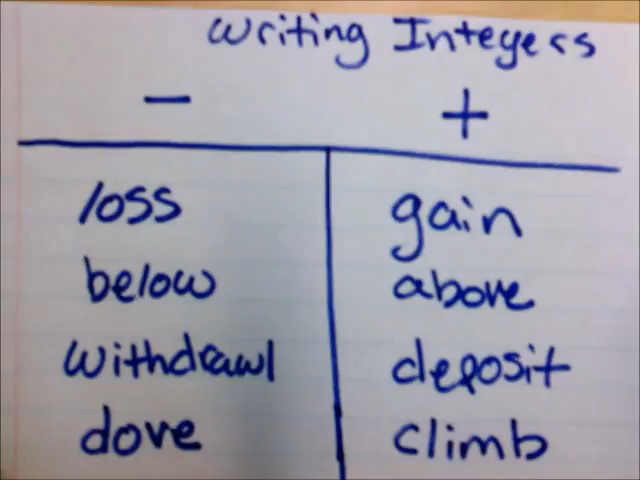 Writing Integers
− +
loss gain
below above
withdrawl deposit
dove climb